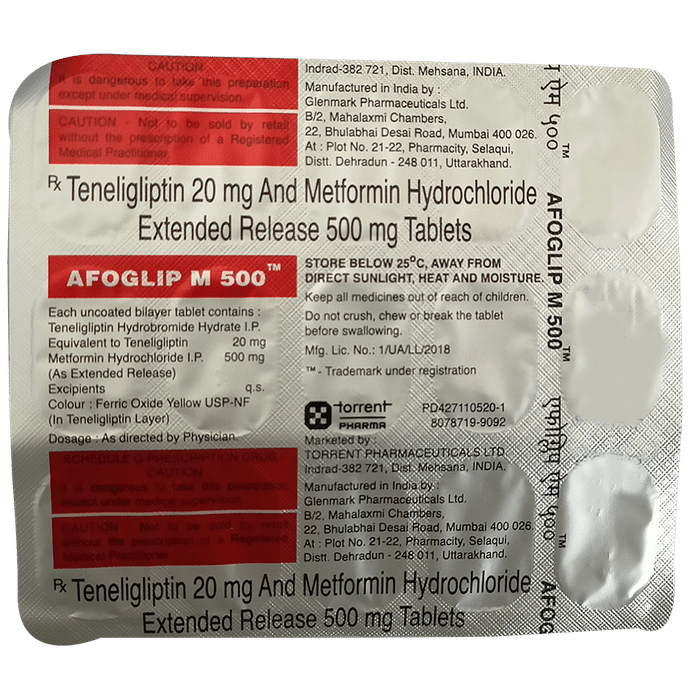 CAUTION
It is dangerous to take this preparation
except under medical supervision.
CAUTION - Not to be sold by retail
without the prescription of a Registered
Medical Practitioner.
Indrad-382 721, Dist. Mehsana, INDIA.
Manufactured in India by :
Glenmark Pharmaceuticals Ltd.
B/2, Mahalaxmi Chambers,
22, Bhulabhai Desai Road, Mumbai 400 026.
At : Plot No. 21-22, Pharmacity, Selaqui,
Distt. Dehradun - 248 011, Uttarakhand.
Rx Teneligliptin 20 mg And Metformin Hydrochloride
Extended Release 500 mg Tablets
AFOGLIP M 500™
Each uncoated bilayer tablet contains :
Teneligliptin Hydrobromide Hydrate I.P.
Equivalent to Teneligliptin 20 mg
Metformin Hydrochloride I.P. 500 mg
(As Extended Release)
Excipients q.s.
Colour : Ferric Oxide Yellow USP-NF
(In Teneligliptin Layer)
Dosage : As directed by Physician.
STORE BELOW 25°C, AWAY FROM
DIRECT SUNLIGHT, HEAT AND MOISTURE.
Keep all medicines out of reach of children.
Do not crush, chew or break the tablet
before swallowing.
Mfg. Lic. No.: 1/UA/LL/2018
™- Trademark under registration
torrent
PHARMA
PD427110520-1
8078719-9092
SCHEDULE G PRESCRIPTION DRUG
CAUTION
It is dangerous to take this preparation
except under medical supervision.
CAUTION - Not to be sold by retail
without the prescription of a Registered
Medical Practitioner.
Marketed by :
TORRENT PHARMACEUTICALS LTD.
Indrad-382 721, Dist. Mehsana, INDIA.
Manufactured in India by :
Glenmark Pharmaceuticals Ltd.
B/2, Mahalaxmi Chambers,
22, Bhulabhai Desai Road, Mumbai 400 026.
At : Plot No. 21-22, Pharmacity, Selaqui,
Distt. Dehradun - 248 011, Uttarakhand.
Rx Teneligliptin 20 mg And Metformin Hydrochloride
Extended Release 500 mg Tablets
एम ५००™
AFOGLIP M 500™
एफोग्लिप एम ५००™
AFOG